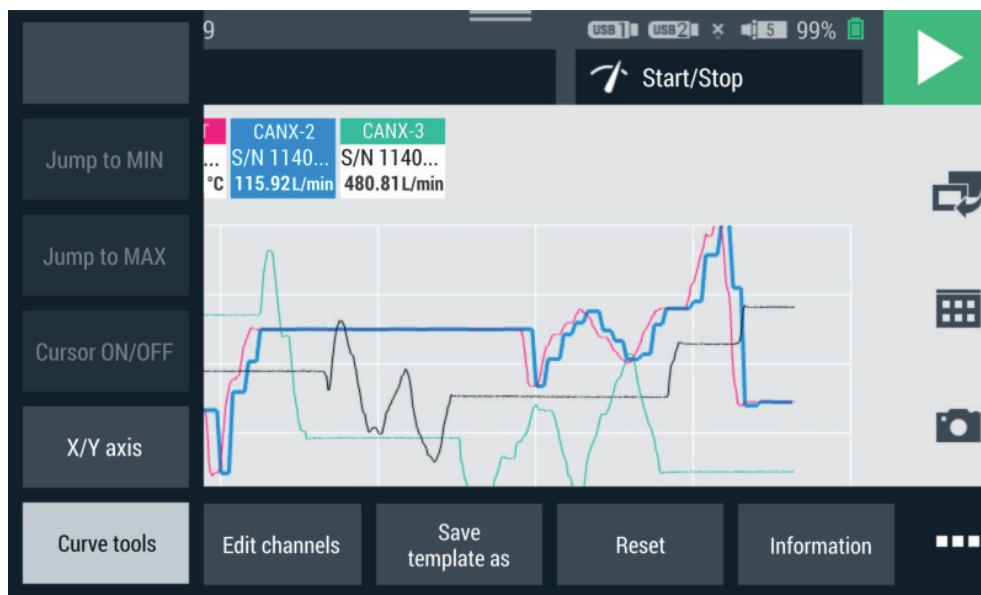 9
USB 1 USB 2 5 99%
Start/Stop
CANX-2 CANX-3
... S/N 1140... S/N 1140...
°C 115.92 L/min 480.81 L/min
Jump to MIN
Jump to MAX
Cursor ON/OFF
X/Y axis
Curve tools
Edit channels
Save
template as
Reset
Information